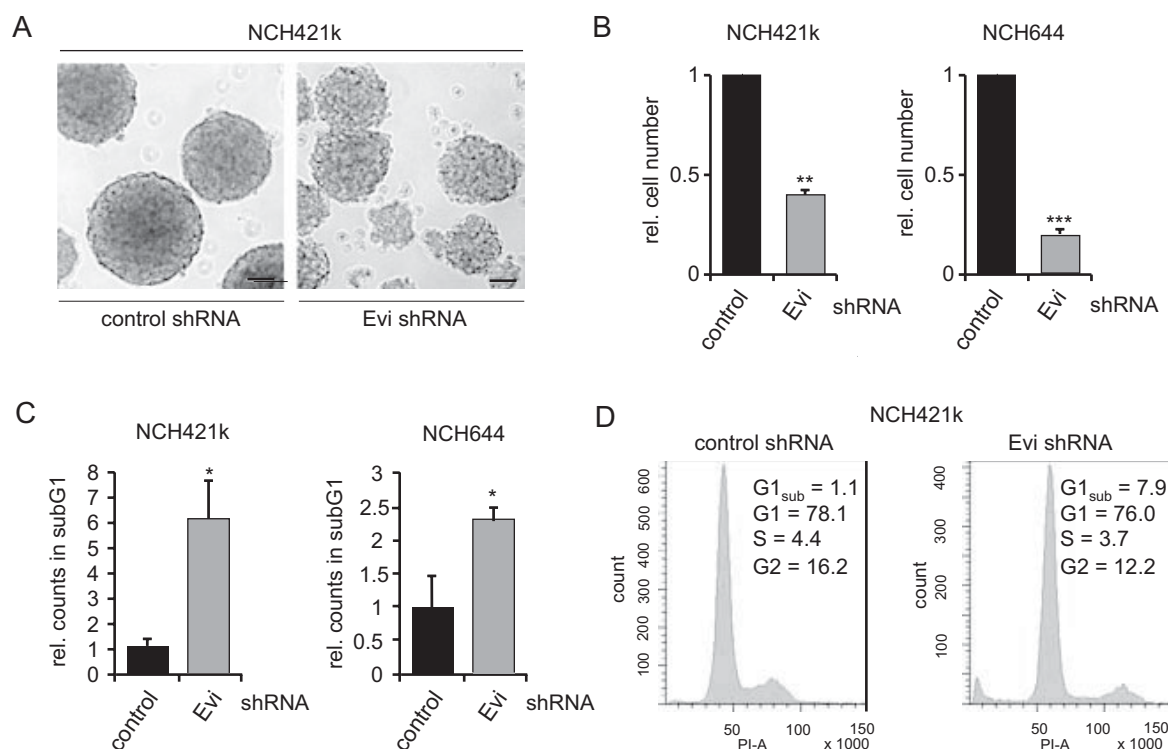 A
NCH421k
control shRNA
Evi shRNA
B
NCH421k
NCH644
rel. cell number
1
0.5
0
**
control
Evi
shRNA
rel. cell number
1
0.5
0
***
control
Evi
shRNA
C
NCH421k
NCH644
rel. counts in subG1
8
7
6
5
4
3
2
1
0
*
control
Evi
shRNA
rel. counts in subG1
3
2.5
2
1.5
1
0.5
0
*
control
Evi
shRNA
D
NCH421k
control shRNA
Evi shRNA
count
600
500
400
300
200
100
G1sub = 1.1
G1 = 78.1
S = 4.4
G2 = 16.2
50 100 150
PI-A x 1000
count
400
300
200
100
G1sub = 7.9
G1 = 76.0
S = 3.7
G2 = 12.2
50 100 150
PI-A x 1000